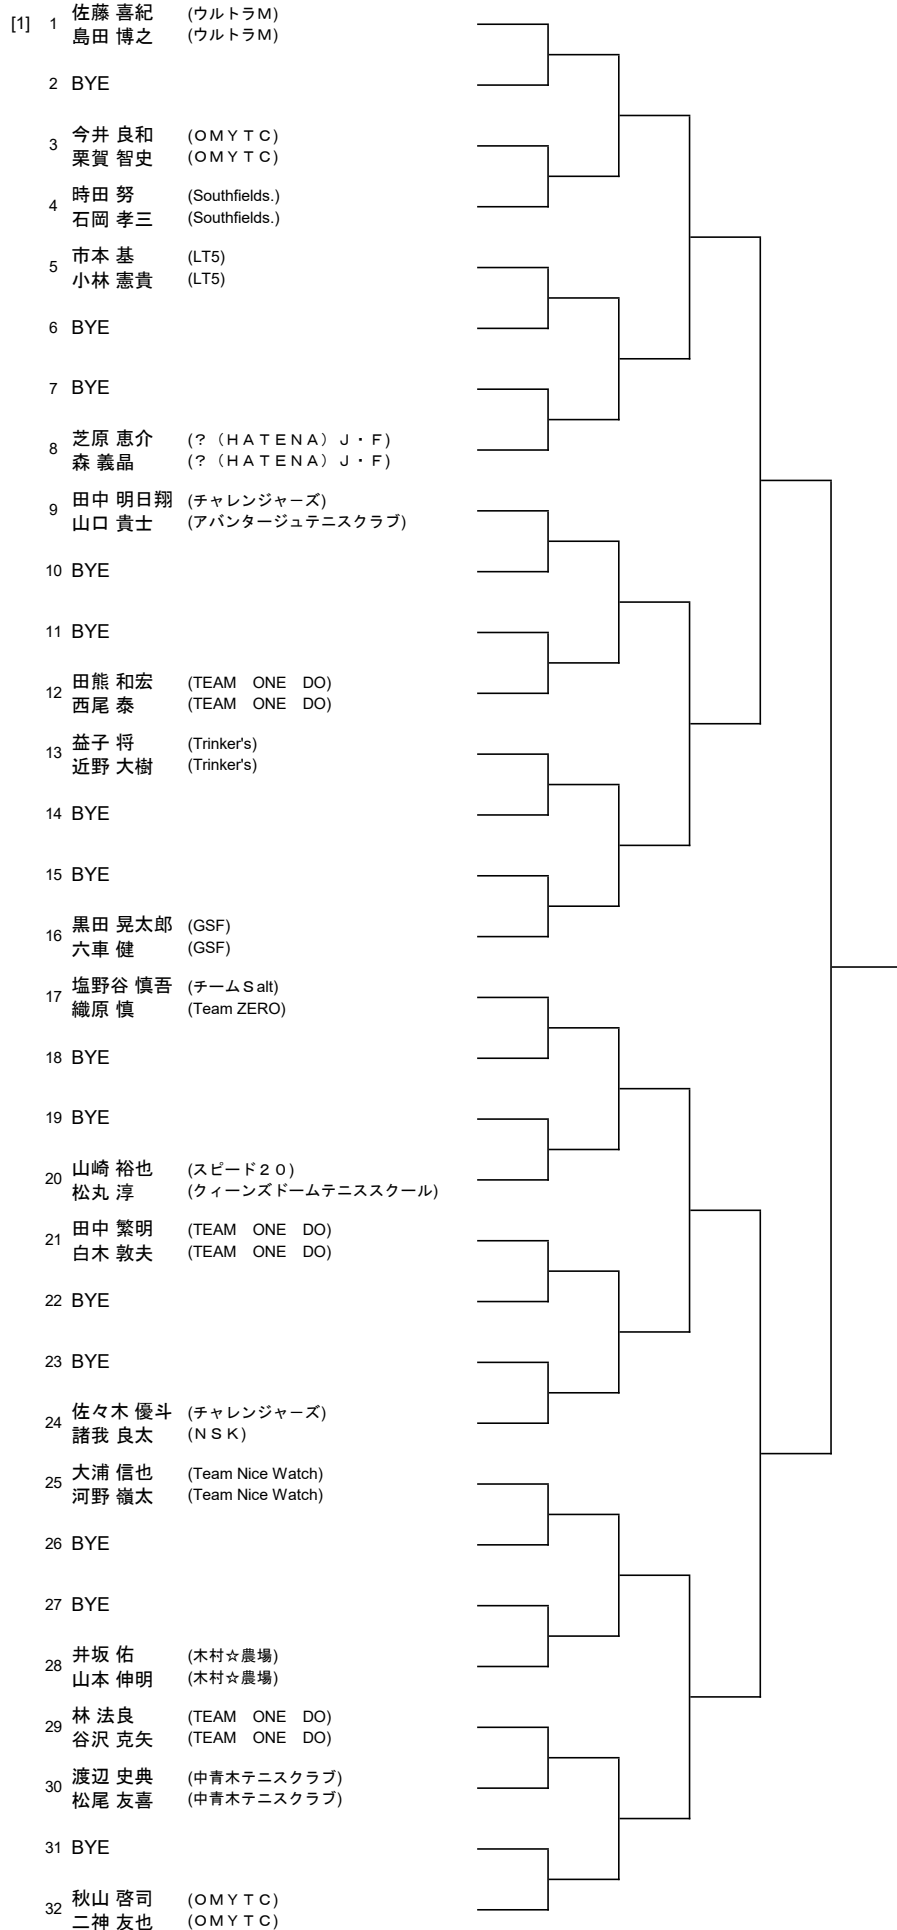 [1] 1 佐藤 喜紀 (ウルトラM)
島田 博之 (ウルトラM)
2 BYE
3 今井 良和 (ＯＭＹＴＣ)
栗賀 智史 (ＯＭＹＴＣ)
4 時田 努 (Southfields.)
石岡 孝三 (Southfields.)
5 市本 基 (LT5)
小林 憲貴 (LT5)
6 BYE
7 BYE
8 芝原 恵介 (？（ＨＡＴＥＮＡ）Ｊ・Ｆ)
森 義晶 (？（ＨＡＴＥＮＡ）Ｊ・Ｆ)
9 田中 明日翔 (チャレンジャーズ)
山口 貴士 (アバンタージュテニスクラブ)
10 BYE
11 BYE
12 田熊 和宏 (TEAM　ONE　DO)
西尾 泰 (TEAM　ONE　DO)
13 益子 将 (Trinker's)
近野 大樹 (Trinker's)
14 BYE
15 BYE
16 黒田 晃太郎 (GSF)
六車 健 (GSF)
17 塩野谷 慎吾 (チームＳalt)
織原 慎 (Team ZERO)
18 BYE
19 BYE
20 山崎 裕也 (スピード２０)
松丸 淳 (クィーンズドームテニススクール)
21 田中 繁明 (TEAM　ONE　DO)
白木 敦夫 (TEAM　ONE　DO)
22 BYE
23 BYE
24 佐々木 優斗 (チャレンジャーズ)
諸我 良太 (ＮＳＫ)
25 大浦 信也 (Team Nice Watch)
河野 嶺太 (Team Nice Watch)
26 BYE
27 BYE
28 井坂 佑 (木村☆農場)
山本 伸明 (木村☆農場)
29 林 法良 (TEAM　ONE　DO)
谷沢 克矢 (TEAM　ONE　DO)
30 渡辺 史典 (中青木テニスクラブ)
松尾 友喜 (中青木テニスクラブ)
31 BYE
32 秋山 啓司 (ＯＭＹＴＣ)
二神 友也 (ＯＭＹＴＣ)